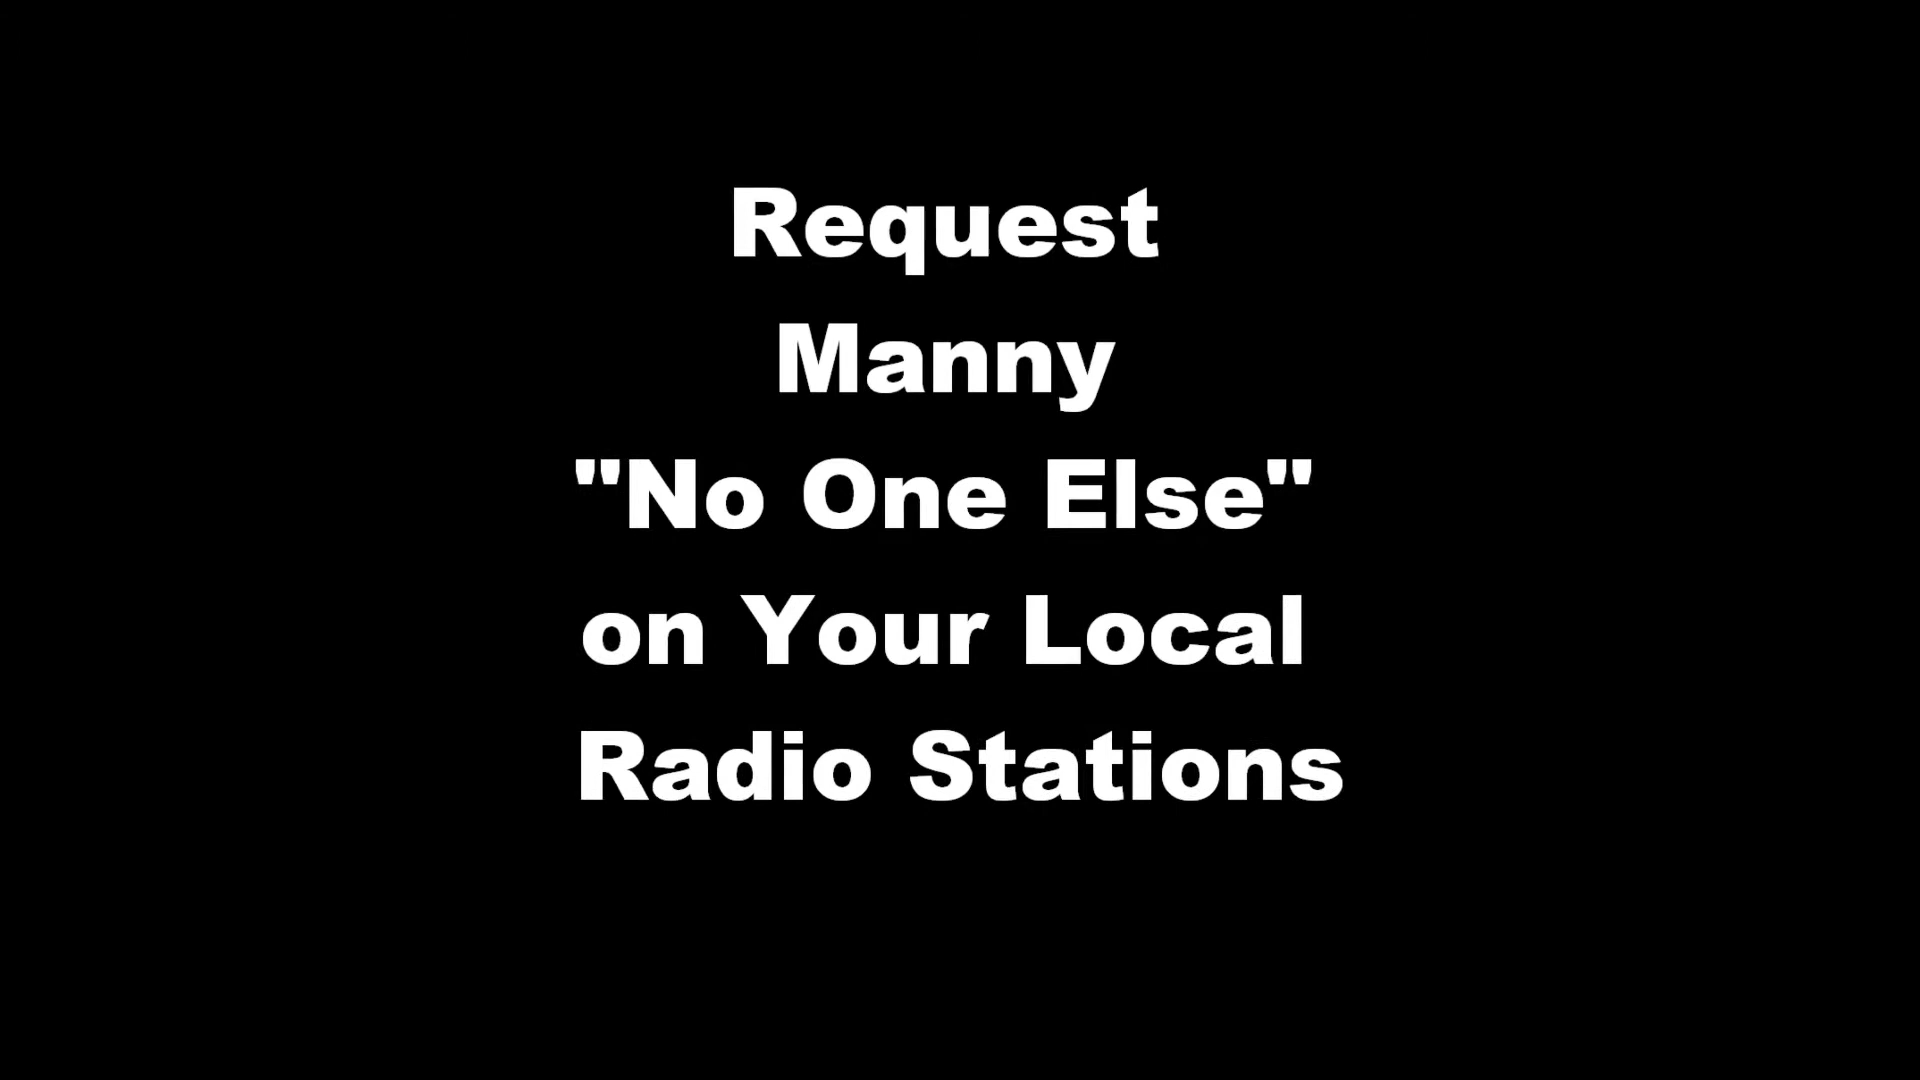 Request
Manny
"No One Else"
on Your Local
Radio Stations